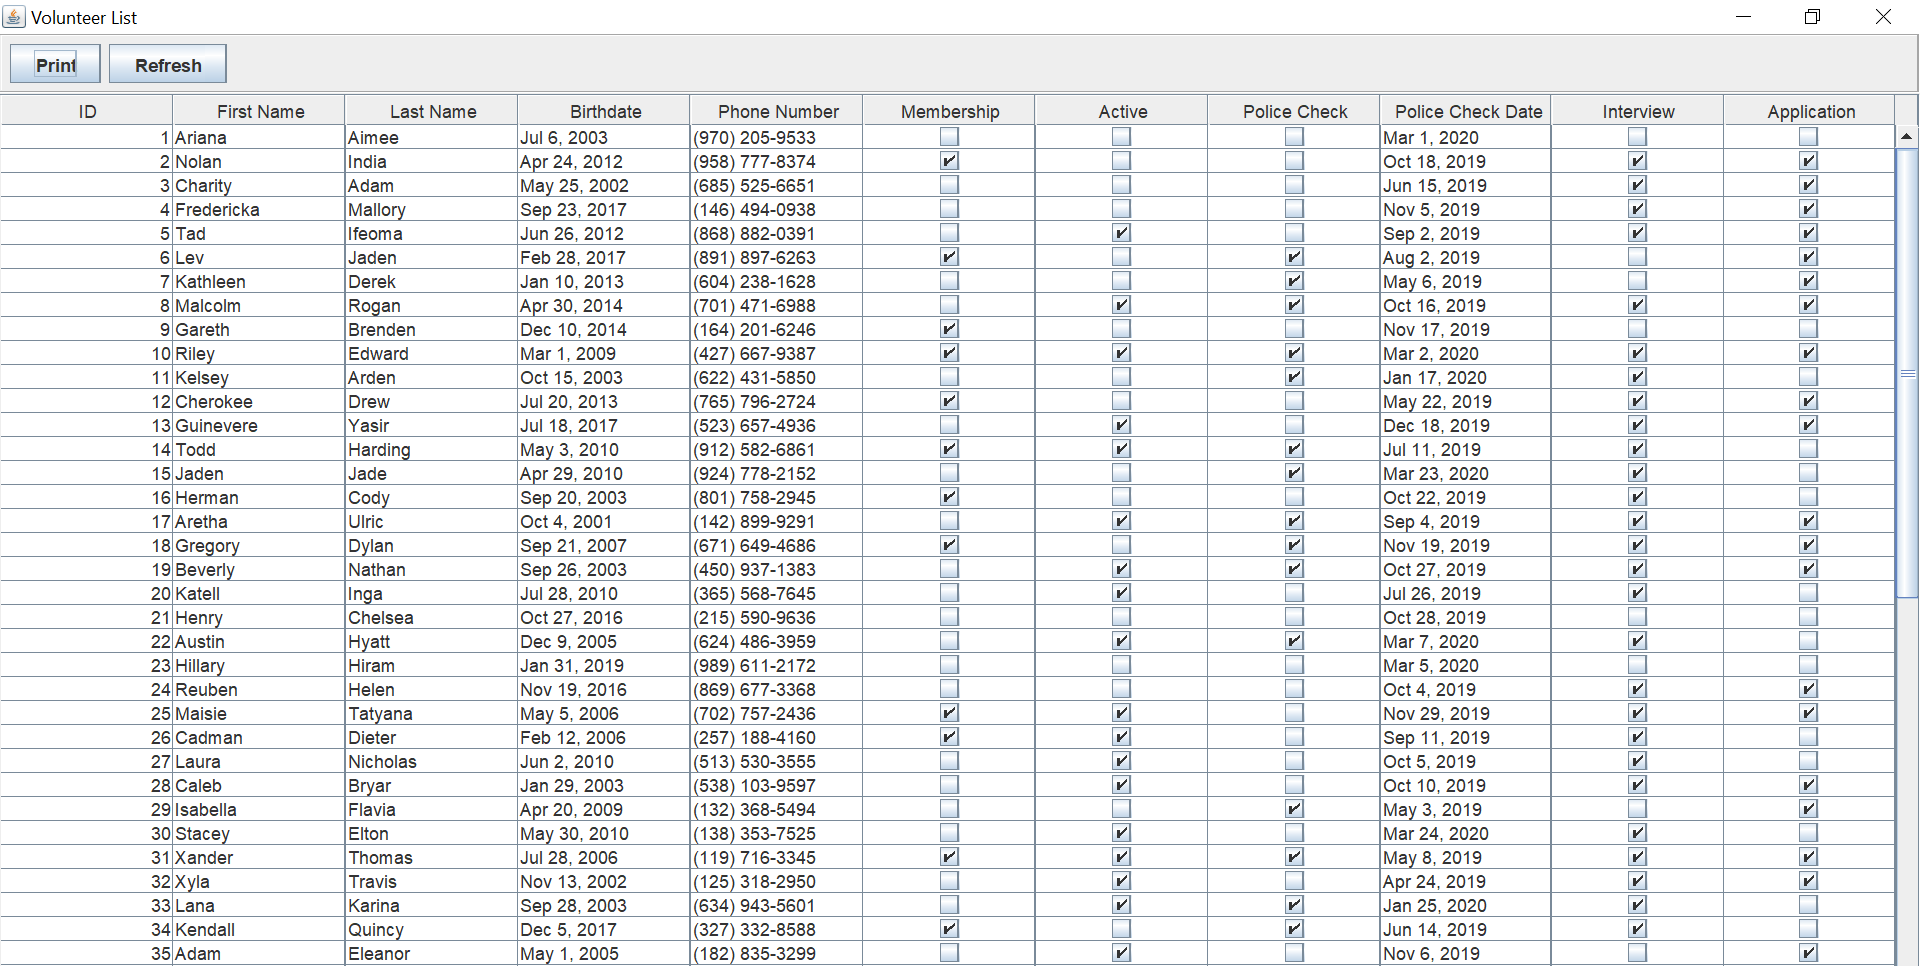 Volunteer List
Print Refresh
ID First Name Last Name Birthdate Phone Number Membership Active Police Check Police Check Date Interview Application
1 Ariana Aimee Jul 6, 2003 (970) 205-9533 Mar 1, 2020
2 Nolan India Apr 24, 2012 (958) 777-8374 Oct 18, 2019
3 Charity Adam May 25, 2002 (685) 525-6651 Jun 15, 2019
4 Fredericka Mallory Sep 23, 2017 (146) 494-0938 Nov 5, 2019
5 Tad Ifeoma Jun 26, 2012 (868) 882-0391 Sep 2, 2019
6 Lev Jaden Feb 28, 2017 (891) 897-6263 Aug 2, 2019
7 Kathleen Derek Jan 10, 2013 (604) 238-1628 May 6, 2019
8 Malcolm Rogan Apr 30, 2014 (701) 471-6988 Oct 16, 2019
9 Gareth Brenden Dec 10, 2014 (164) 201-6246 Nov 17, 2019
10 Riley Edward Mar 1, 2009 (427) 667-9387 Mar 2, 2020
11 Kelsey Arden Oct 15, 2003 (622) 431-5850 Jan 17, 2020
12 Cherokee Drew Jul 20, 2013 (765) 796-2724 May 22, 2019
13 Guinevere Yasir Jul 18, 2017 (523) 657-4936 Dec 18, 2019
14 Todd Harding May 3, 2010 (912) 582-6861 Jul 11, 2019
15 Jaden Jade Apr 29, 2010 (924) 778-2152 Mar 23, 2020
16 Herman Cody Sep 20, 2003 (801) 758-2945 Oct 22, 2019
17 Aretha Ulric Oct 4, 2001 (142) 899-9291 Sep 4, 2019
18 Gregory Dylan Sep 21, 2007 (671) 649-4686 Nov 19, 2019
19 Beverly Nathan Sep 26, 2003 (450) 937-1383 Oct 27, 2019
20 Katell Inga Jul 28, 2010 (365) 568-7645 Jul 26, 2019
21 Henry Chelsea Oct 27, 2016 (215) 590-9636 Oct 28, 2019
22 Austin Hyatt Dec 9, 2005 (624) 486-3959 Mar 7, 2020
23 Hillary Hiram Jan 31, 2019 (989) 611-2172 Mar 5, 2020
24 Reuben Helen Nov 19, 2016 (869) 677-3368 Oct 4, 2019
25 Maisie Tatyana May 5, 2006 (702) 757-2436 Nov 29, 2019
26 Cadman Dieter Feb 12, 2006 (257) 188-4160 Sep 11, 2019
27 Laura Nicholas Jun 2, 2010 (513) 530-3555 Oct 5, 2019
28 Caleb Bryar Jan 29, 2003 (538) 103-9597 Oct 10, 2019
29 Isabella Flavia Apr 20, 2009 (132) 368-5494 May 3, 2019
30 Stacey Elton May 30, 2010 (138) 353-7525 Mar 24, 2020
31 Xander Thomas Jul 28, 2006 (119) 716-3345 May 8, 2019
32 Xyla Travis Nov 13, 2002 (125) 318-2950 Apr 24, 2019
33 Lana Karina Sep 28, 2003 (634) 943-5601 Jan 25, 2020
34 Kendall Quincy Dec 5, 2017 (327) 332-8588 Jun 14, 2019
35 Adam Eleanor May 1, 2005 (182) 835-3299 Nov 6, 2019